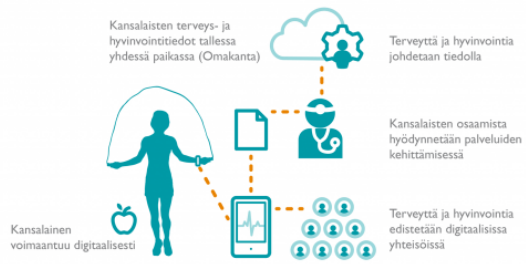 Kansalaisten terveys- ja
hyvinvointitiedot tallessa
yhdessä paikassa (Omakanta)
Terveyttä ja hyvinvointia
johdetaan tiedolla
Kansalaisten osaamista
hyödynnetään palveluiden
kehittämisessä
Kansalainen
voimaantuu digitaalisesti
Terveyttä ja hyvinvointia
edistetään digitaalisissa
yhteisöissä